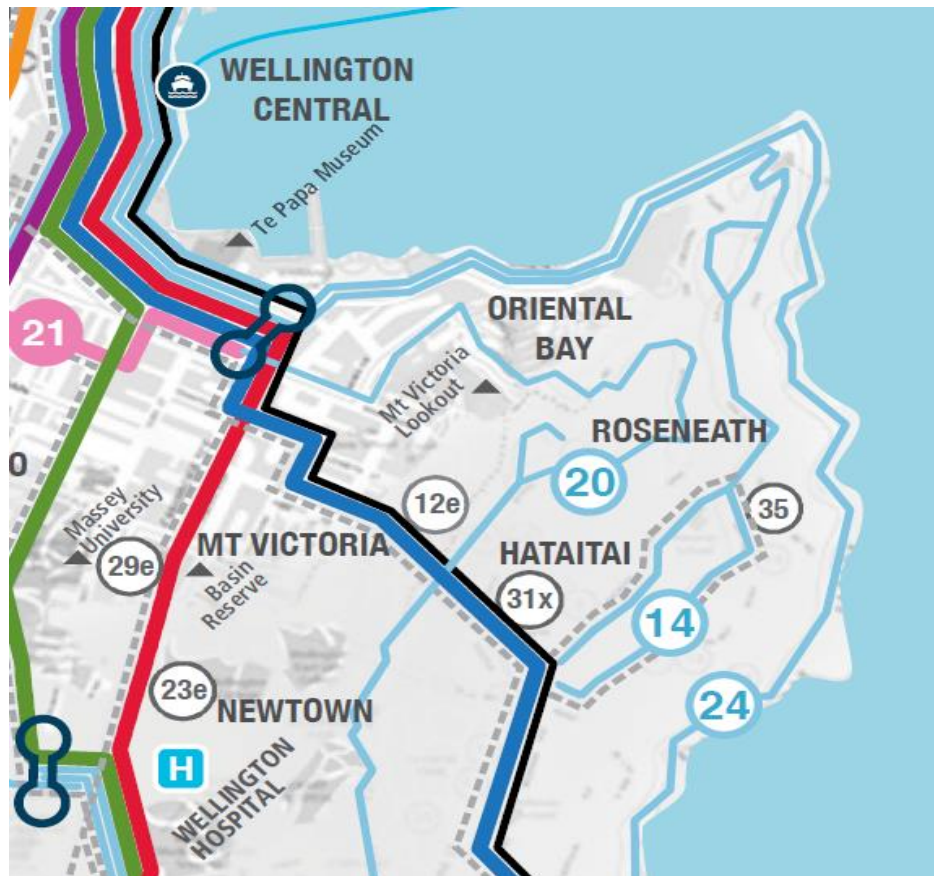 WELLINGTON
CENTRAL
Te Papa Museum
ORIENTAL
BAY
21
Mt Victoria
Lookout
ROSENEATH
0
20
12e
35
Massey
University
MT VICTORIA
HATAITAI
29e
Basin
Reserve
31x
14
23e
NEWTOWN
24
H
WELLINGTON
HOSPITAL